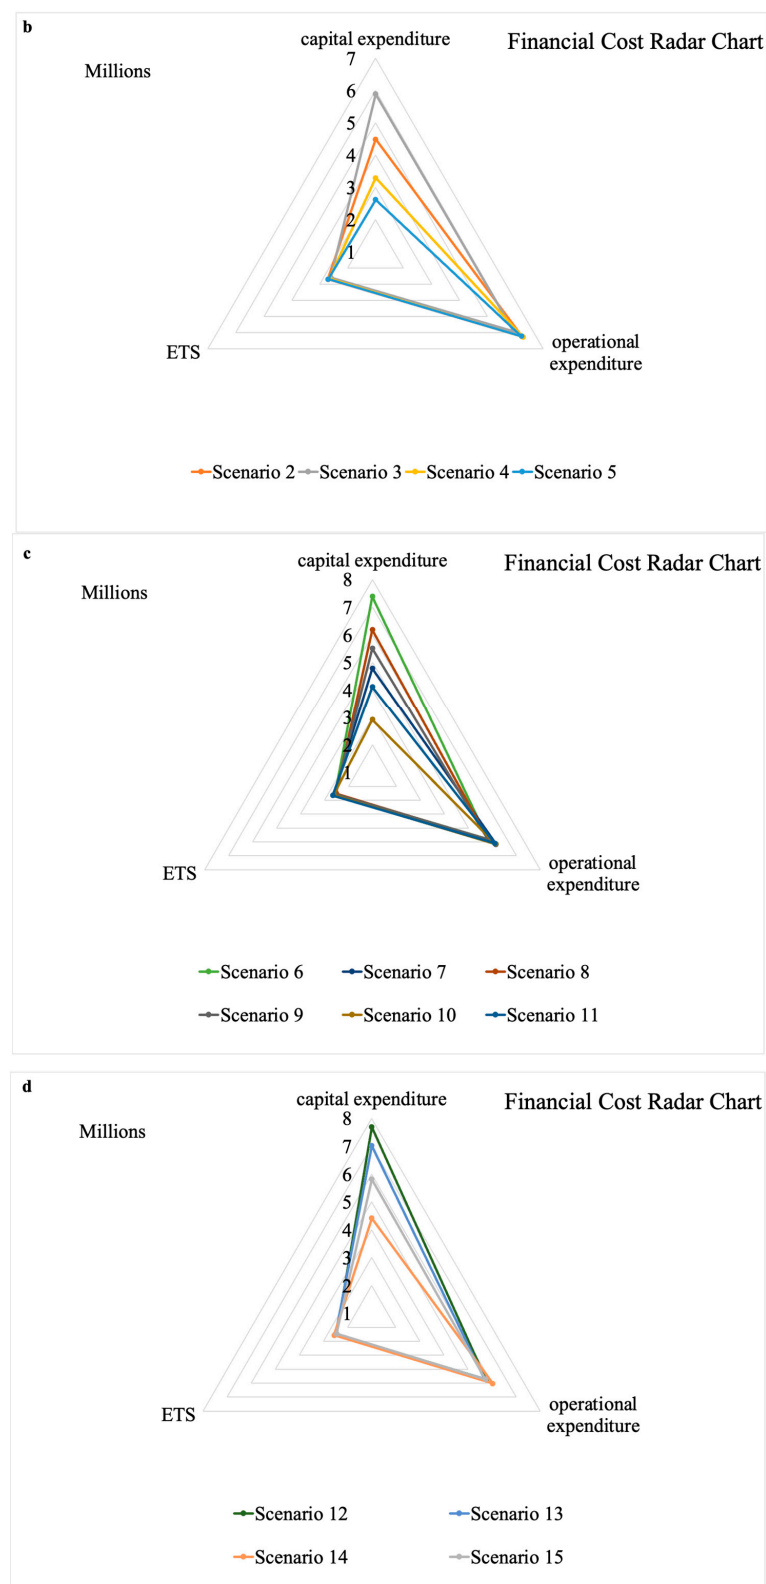 b
capital expenditure
Financial Cost Radar Chart
Millions
7
6
5
4
3
2
1
ETS
operational
expenditure
Scenario 2 Scenario 3 Scenario 4 Scenario 5
c
capital expenditure
Financial Cost Radar Chart
Millions
8
7
6
5
4
3
2
1
ETS
operational
expenditure
Scenario 6 Scenario 7 Scenario 8
Scenario 9 Scenario 10 Scenario 11
d
capital expenditure
Financial Cost Radar Chart
Millions
8
7
6
5
4
3
2
1
ETS
operational
expenditure
Scenario 12 Scenario 13
Scenario 14 Scenario 15